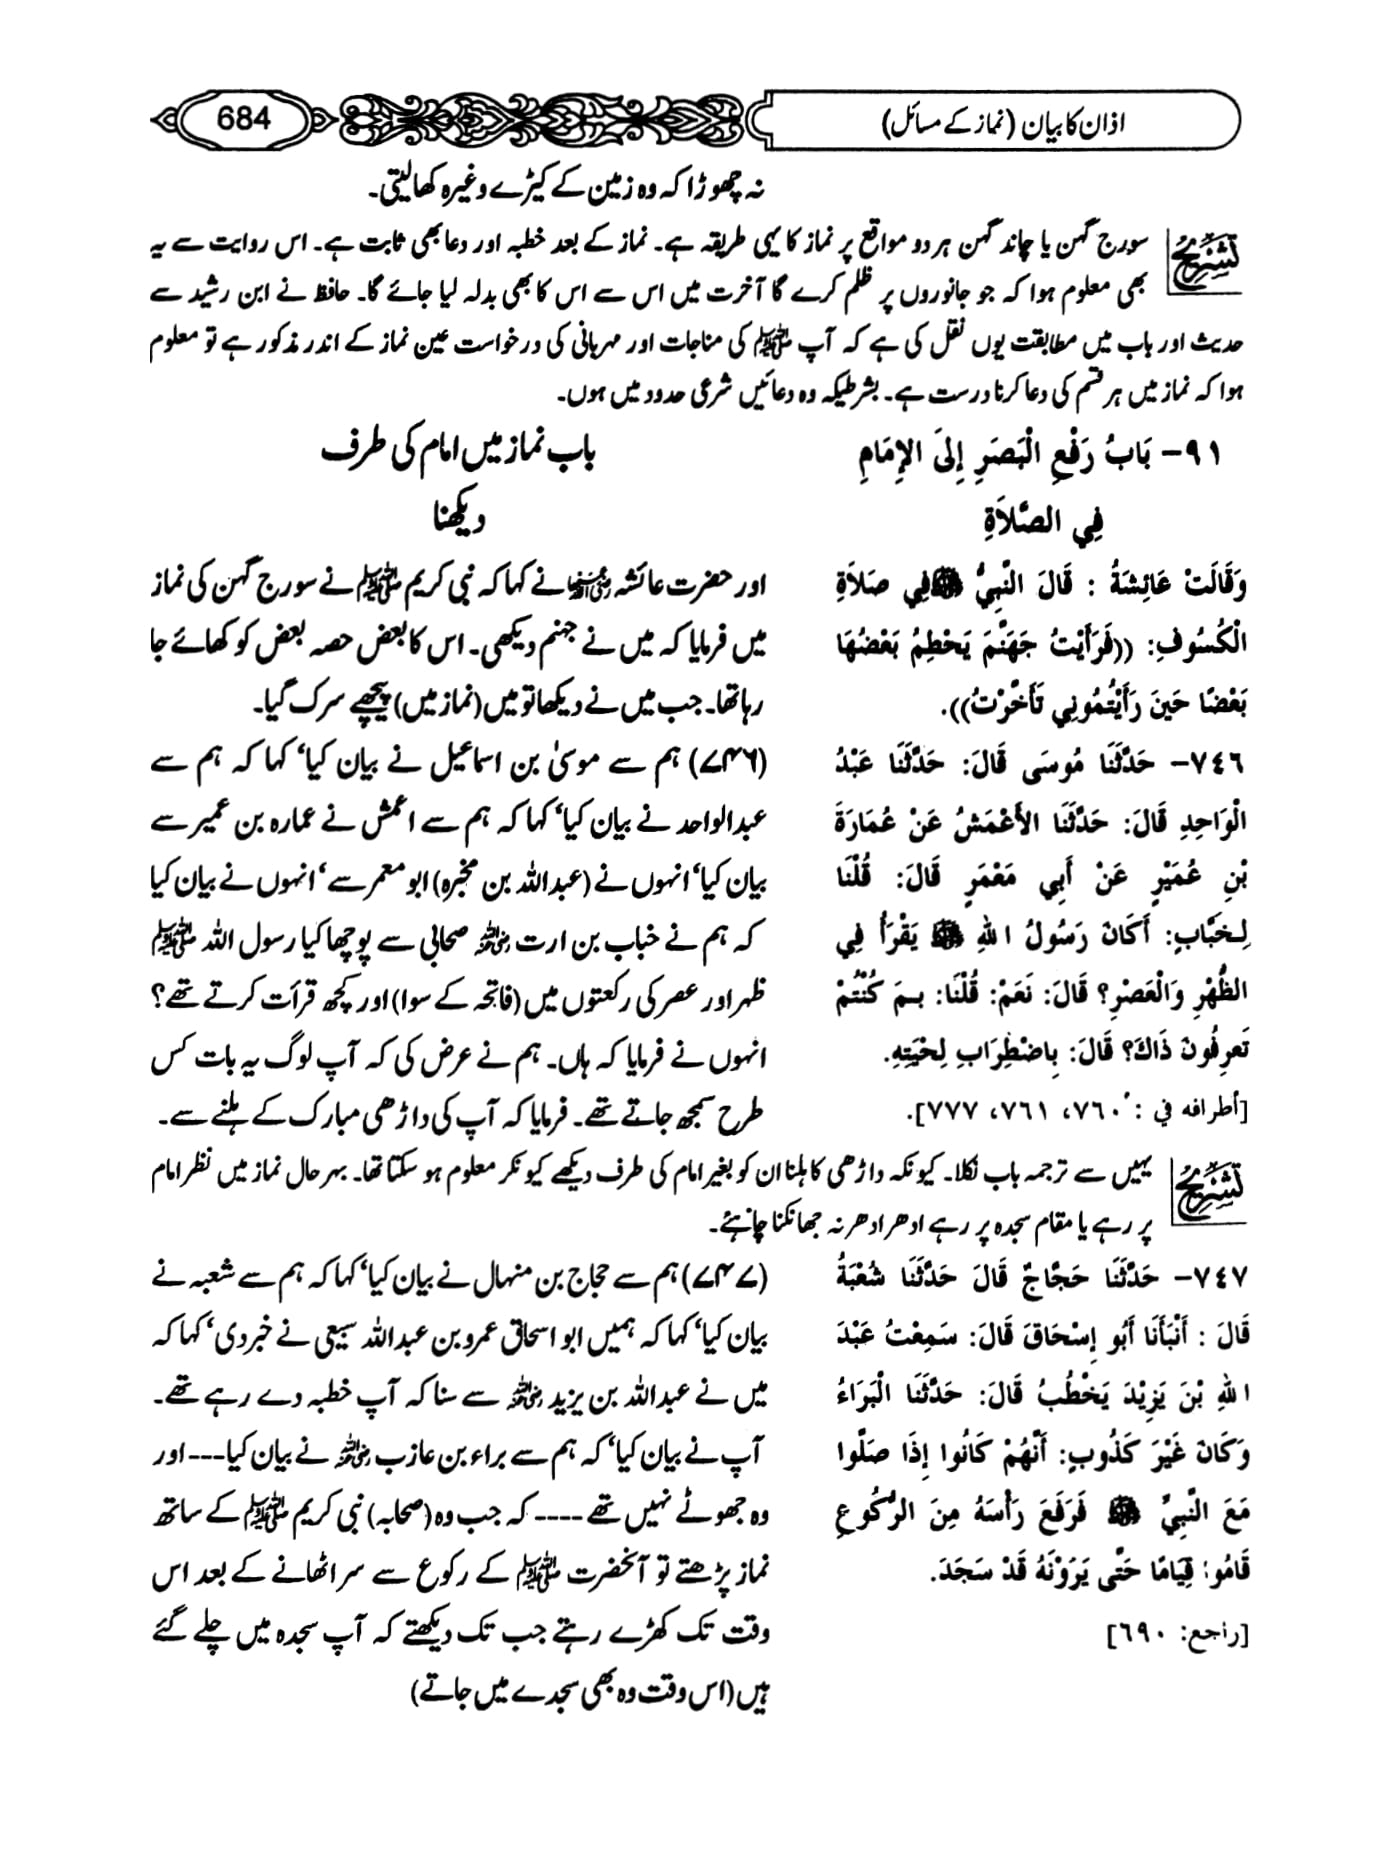 اذان کا بیان (نماز کے مسائل)
684
نہ چھوڑا کہ وہ زمین کے کیڑے وغیرہ کھا لیتی۔
تشریح
سورج گہن یا چاند گہن ہر دو مواقع پر نماز کا یہی طریقہ ہے۔ نماز کے بعد خطبہ اور دعا بھی ثابت ہے۔ اس روایت سے یہ
بھی معلوم ہوا کہ جو جانوروں پر ظلم کرے گا آخرت میں اس سے اس کا بھی بدلہ لیا جائے گا۔ حافظ نے ابن رشید سے
حدیث اور باب میں مطابقت یوں نقل کی ہے کہ آپ ﷺ کی مناجات اور مہربانی کی درخواست عین نماز کے اندر مذکور ہے تو معلوم
ہوا کہ نماز میں ہر قسم کی دعا کرنا درست ہے۔ بشرطیکہ وہ دعائیں شرعی حدود میں ہوں۔
٩١- بَابُ رَفْعِ الْبَصَرِ إِلَى الإِمَامِ
فِي الصَّلاَةِ
وَقَالَتْ عَائِشَةُ : قَالَ النَّبِيُّ ﷺ فِي صَلاَةِ
الْكُسُوفِ: ((فَرَأَيْتُ جَهَنَّمَ يَحْطِمُ بَعْضُهَا
بَعْضًا حَينَ رَأَيْتُمُونِي تَأَخَّرْتُ)).
٧٤٦- حَدَّثَنَا مُوسَى قَالَ: حَدَّثَنَا عَبْدُ
الْوَاحِدِ قَالَ: حَدَّثَنَا الأَعْمَشُ عَنْ عُمَارَةَ
بْنِ عُمَيْرٍ عَنْ أَبِي مَعْمَرٍ قَالَ: قُلْنَا
لِخَبَّابٍ: أَكَانَ رَسُولُ اللهِ ﷺ يَقْرَأُ فِي
الظُّهْرِ وَالْعَصْرِ؟ قَالَ: نَعَمْ: قُلْنَا: بِمَ كُنْتُمْ
تَعرِفُونَ ذَاكَ؟ قَالَ: بِاضْطِرَابِ لِحْيَتِهِ.
[أطرافه في : ٧٦٠، ٧٦١، ٧٧٧].
باب نماز میں امام کی طرف
دیکھنا
اور حضرت عائشہ رضی اللہ عنہا نے کہا کہ نبی کریم ﷺ نے سورج گہن کی نماز
میں فرمایا کہ میں نے جہنم دیکھی۔ اس کا بعض حصہ بعض کو کھائے جا
رہا تھا۔ جب میں نے دیکھا تو میں (نماز میں) پیچھے سرک گیا۔
(۷۴۶) ہم سے موسیٰ بن اسماعیل نے بیان کیا‘ کہا کہ ہم سے
عبدالواحد نے بیان کیا‘ کہا کہ ہم سے اعمش نے عمارہ بن عمیر سے
بیان کیا‘ انہوں نے (عبداللہ بن مخبرہ) ابو معمر سے‘ انہوں نے بیان کیا
کہ ہم نے خباب بن ارت رضی اللہ عنہ صحابی سے پوچھا کیا رسول اللہ ﷺ
ظہر اور عصر کی رکعتوں میں (فاتحہ کے سوا) اور کچھ قرأت کرتے تھے؟
انہوں نے فرمایا کہ ہاں۔ ہم نے عرض کی کہ آپ لوگ یہ بات کس
طرح سمجھ جاتے تھے۔ فرمایا کہ آپ کی داڑھی مبارک کے ہلنے سے۔
تشریح
یہیں سے ترجمہ باب نکلا۔ کیونکہ داڑھی کا ہلنا ان کو بغیر امام کی طرف دیکھے کیونکر معلوم ہو سکتا تھا۔ بہر حال نماز میں نظر امام
پر رہے یا مقام سجدہ پر رہے ادھر ادھر نہ جھانکنا چاہئے۔
٧٤٧- حَدَّثَنَا حَجَّاجٌ قَالَ حَدَّثَنَا شُعْبَةُ
قَالَ : أَنْبَأَنَا أَبُو إِسْحَاقَ قَالَ: سَمِعْتُ عَبْدَ
اللهِ بْنَ يَزِيْدَ يَخْطُبُ قَالَ: حَدَّثَنَا الْبَرَاءُ
وَكَانَ غَيْرَ كَذُوبٍ: أَنَّهُمْ كَانُوا إِذَا صَلَّوا
مَعَ النَّبِيِّ ﷺ فَرَفَعَ رَأْسَهُ مِنَ الرُّكُوعِ
قَامُوا قِيَامًا حَتَّى يَرَوْنَهُ قَدْ سَجَدَ.
[راجع: ٦٩٠]
(۷۴۷) ہم سے حجاج بن منہال نے بیان کیا‘ کہا کہ ہم سے شعبہ نے
بیان کیا‘ کہا کہ ہمیں ابو اسحاق عمرو بن عبداللہ سبیعی نے خبر دی‘ کہا کہ
میں نے عبداللہ بن یزید رضی اللہ عنہ سے سنا کہ آپ خطبہ دے رہے تھے۔
آپ نے بیان کیا‘ کہ ہم سے براء بن عازب رضی اللہ عنہ نے بیان کیا--- اور
وہ جھوٹے نہیں تھے ---- کہ جب وہ (صحابہ) نبی کریم ﷺ کے ساتھ
نماز پڑھتے تو آنحضرت ﷺ کے رکوع سے سر اٹھانے کے بعد اس
وقت تک کھڑے رہتے جب تک دیکھتے کہ آپ سجدہ میں چلے گئے
ہیں (اس وقت وہ بھی سجدے میں جاتے)